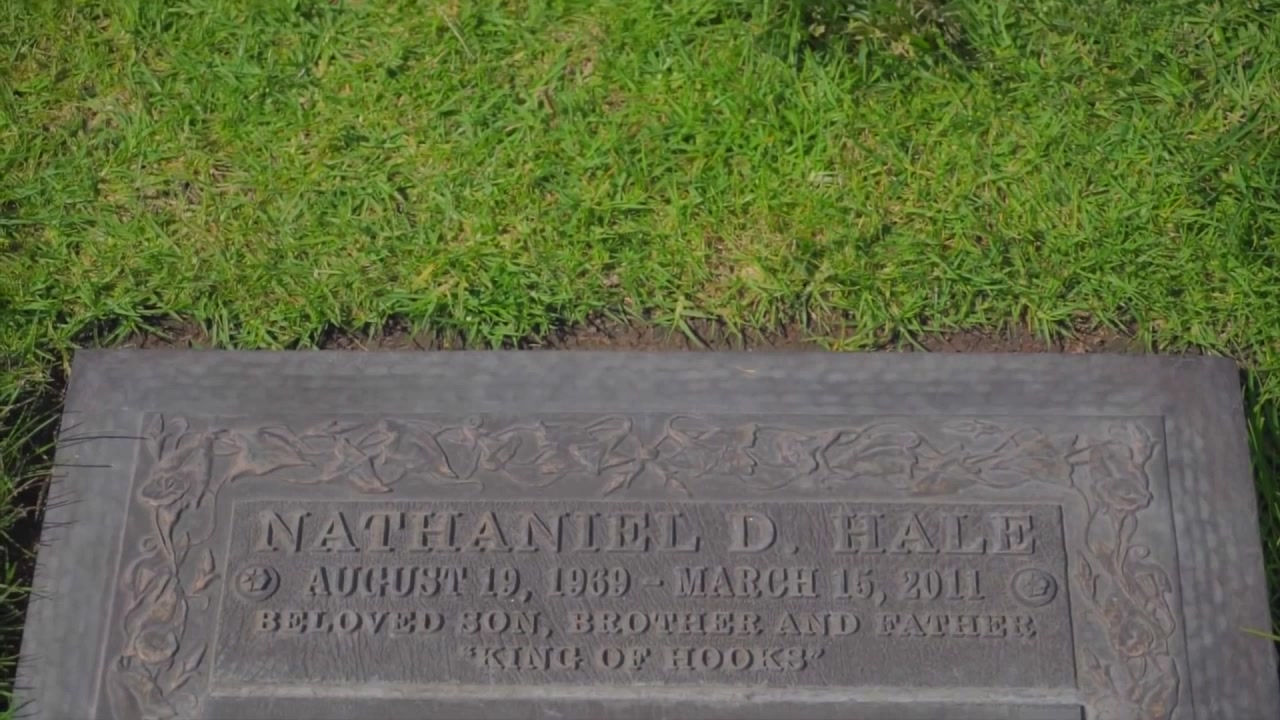 NATHANIEL D. HALE
AUGUST 19, 1969 - MARCH 15, 2011
BELOVED SON, BROTHER AND FATHER
"KING OF HOOKS"